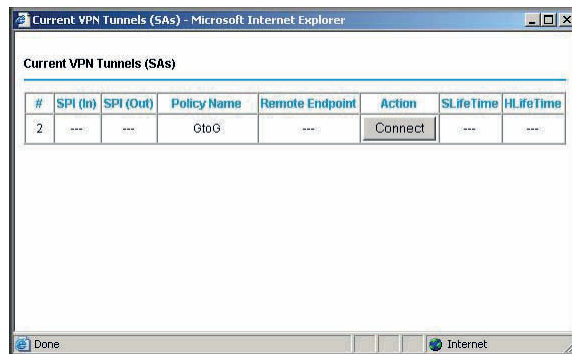 Current VPN Tunnels (SAs) - Microsoft Internet Explorer
Current VPN Tunnels (SAs)
# SPI (In) SPI (Out) Policy Name Remote Endpoint Action SLifeTime HLifeTime
2 --- --- GtoG --- Connect --- ---
Done Internet